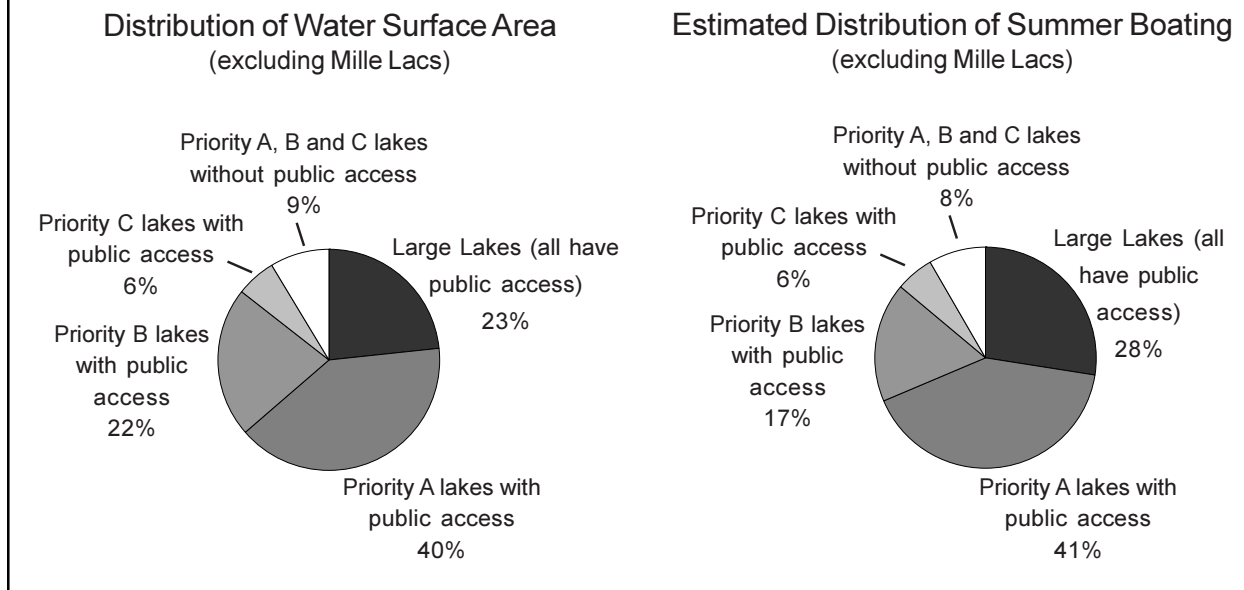 Distribution of Water Surface Area
(excluding Mille Lacs)
Priority A, B and C lakes
without public access
9%
Priority C lakes with
public access
6%
Large Lakes (all have
public access)
23%
Priority B lakes
with public
access
22%
Priority A lakes with
public access
40%
Estimated Distribution of Summer Boating
(excluding Mille Lacs)
Priority A, B and C lakes
without public access
8%
Priority C lakes with
public access
6%
Large Lakes (all
have public
access)
28%
Priority B lakes
with public
access
17%
Priority A lakes with
public access
41%